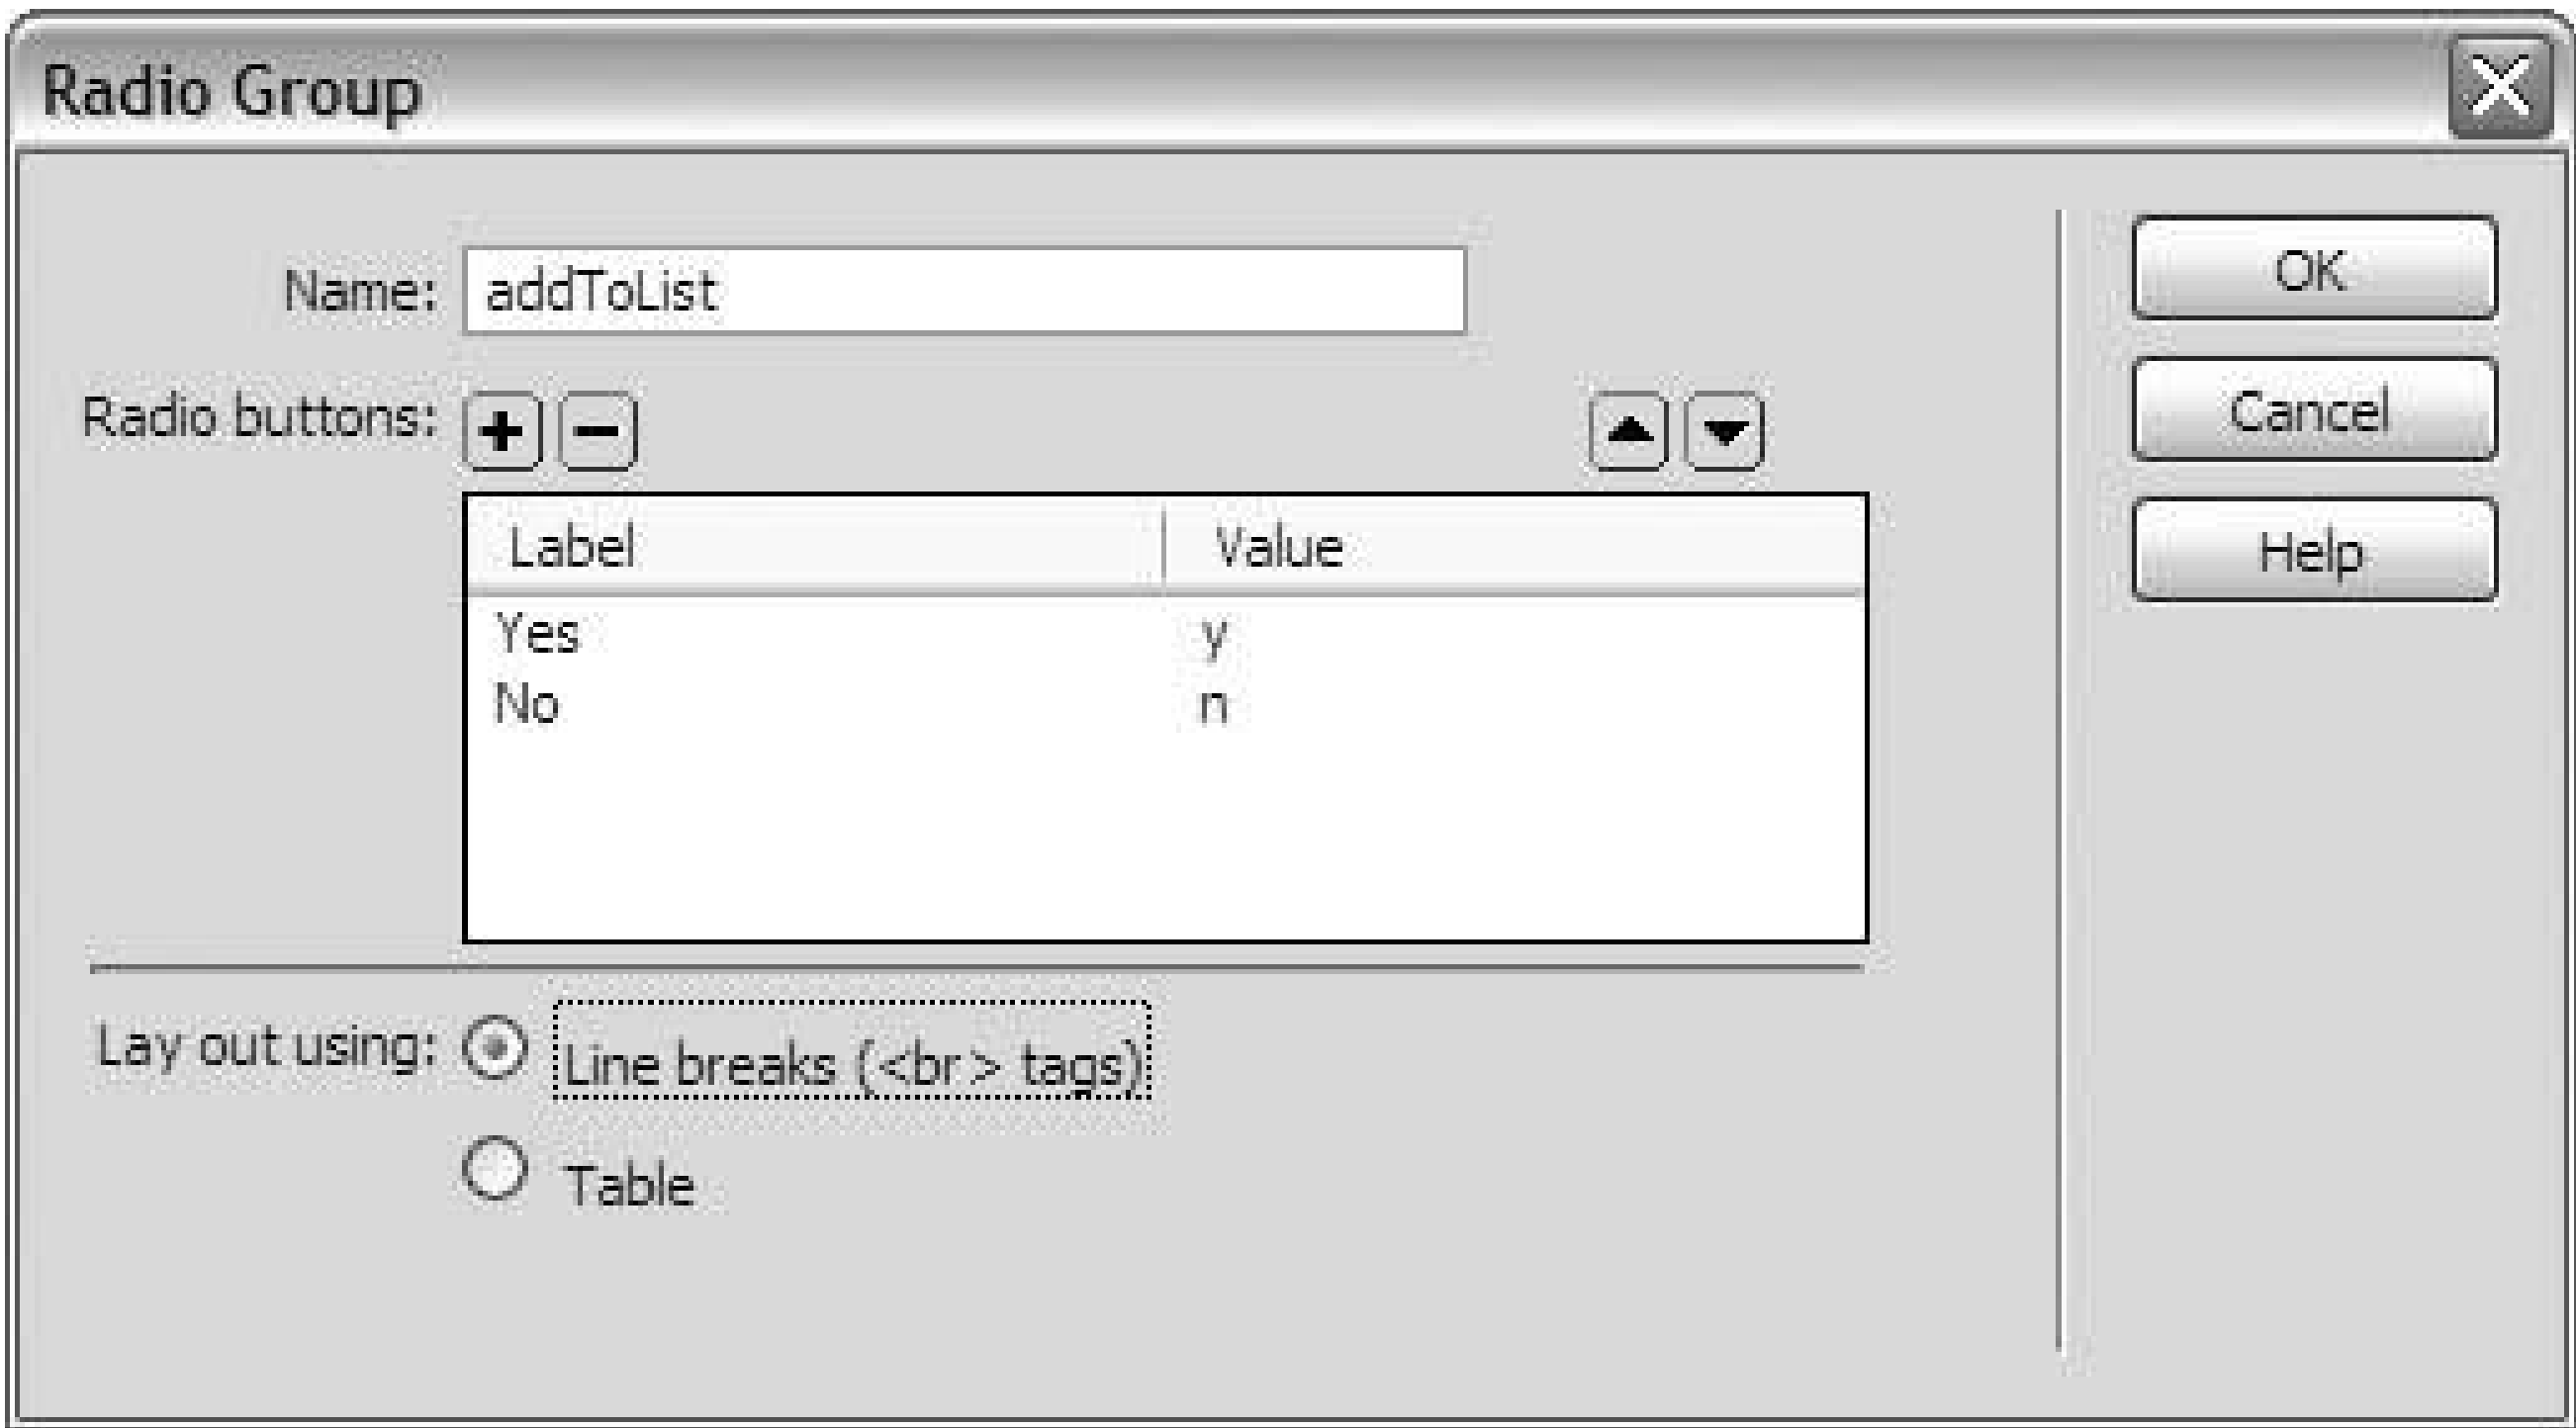 Radio Group
Name: addToList
OK
Radio buttons:
Cancel
Label Value
Help
Yes y
No n
Lay out using: Line breaks (<br> tags)
Table